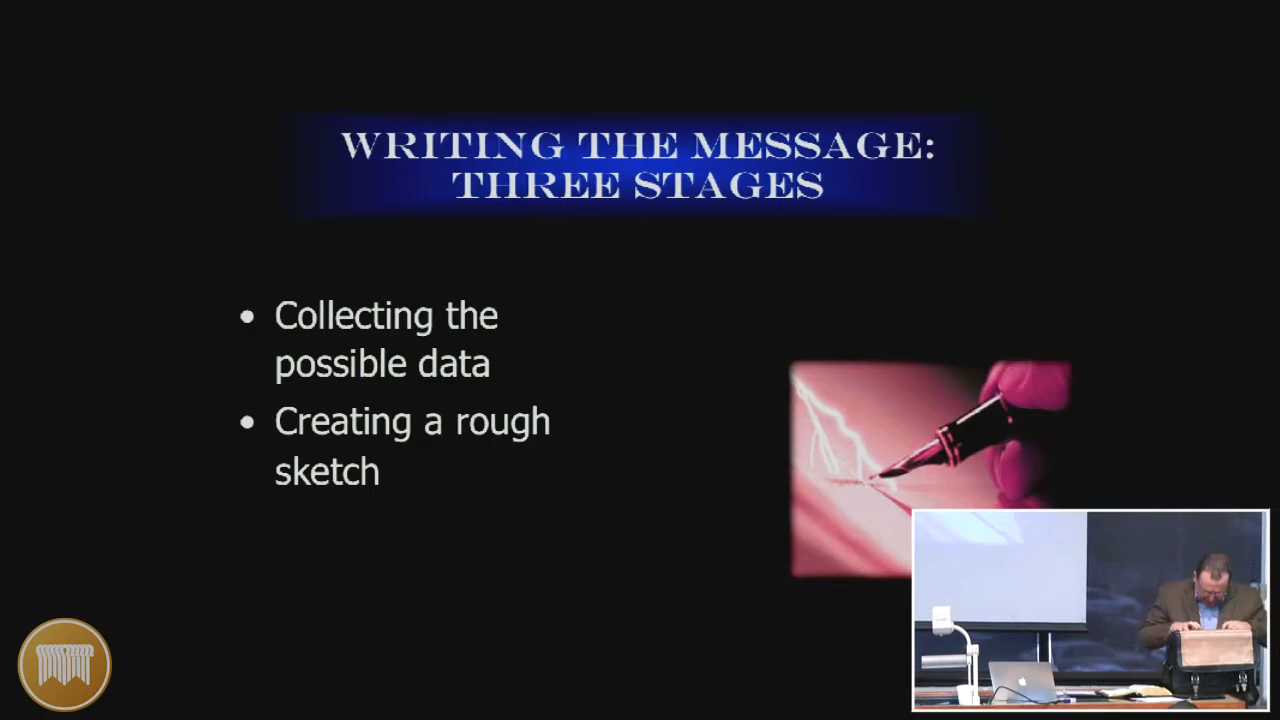 WRITING THE MESSAGE:
THREE STAGES
• Collecting the
possible data
• Creating a rough
sketch